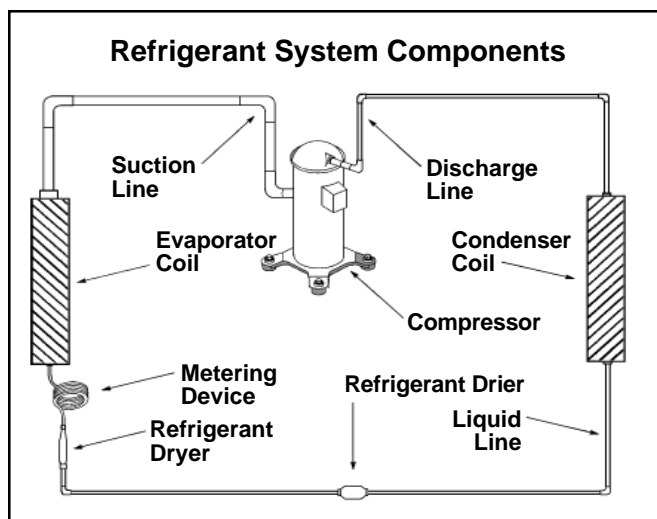 Refrigerant System Components
Suction
Line
Discharge
Line
Evaporator
Coil
Condenser
Coil
Compressor
Metering
Device
Refrigerant Drier
Refrigerant
Dryer
Liquid
Line